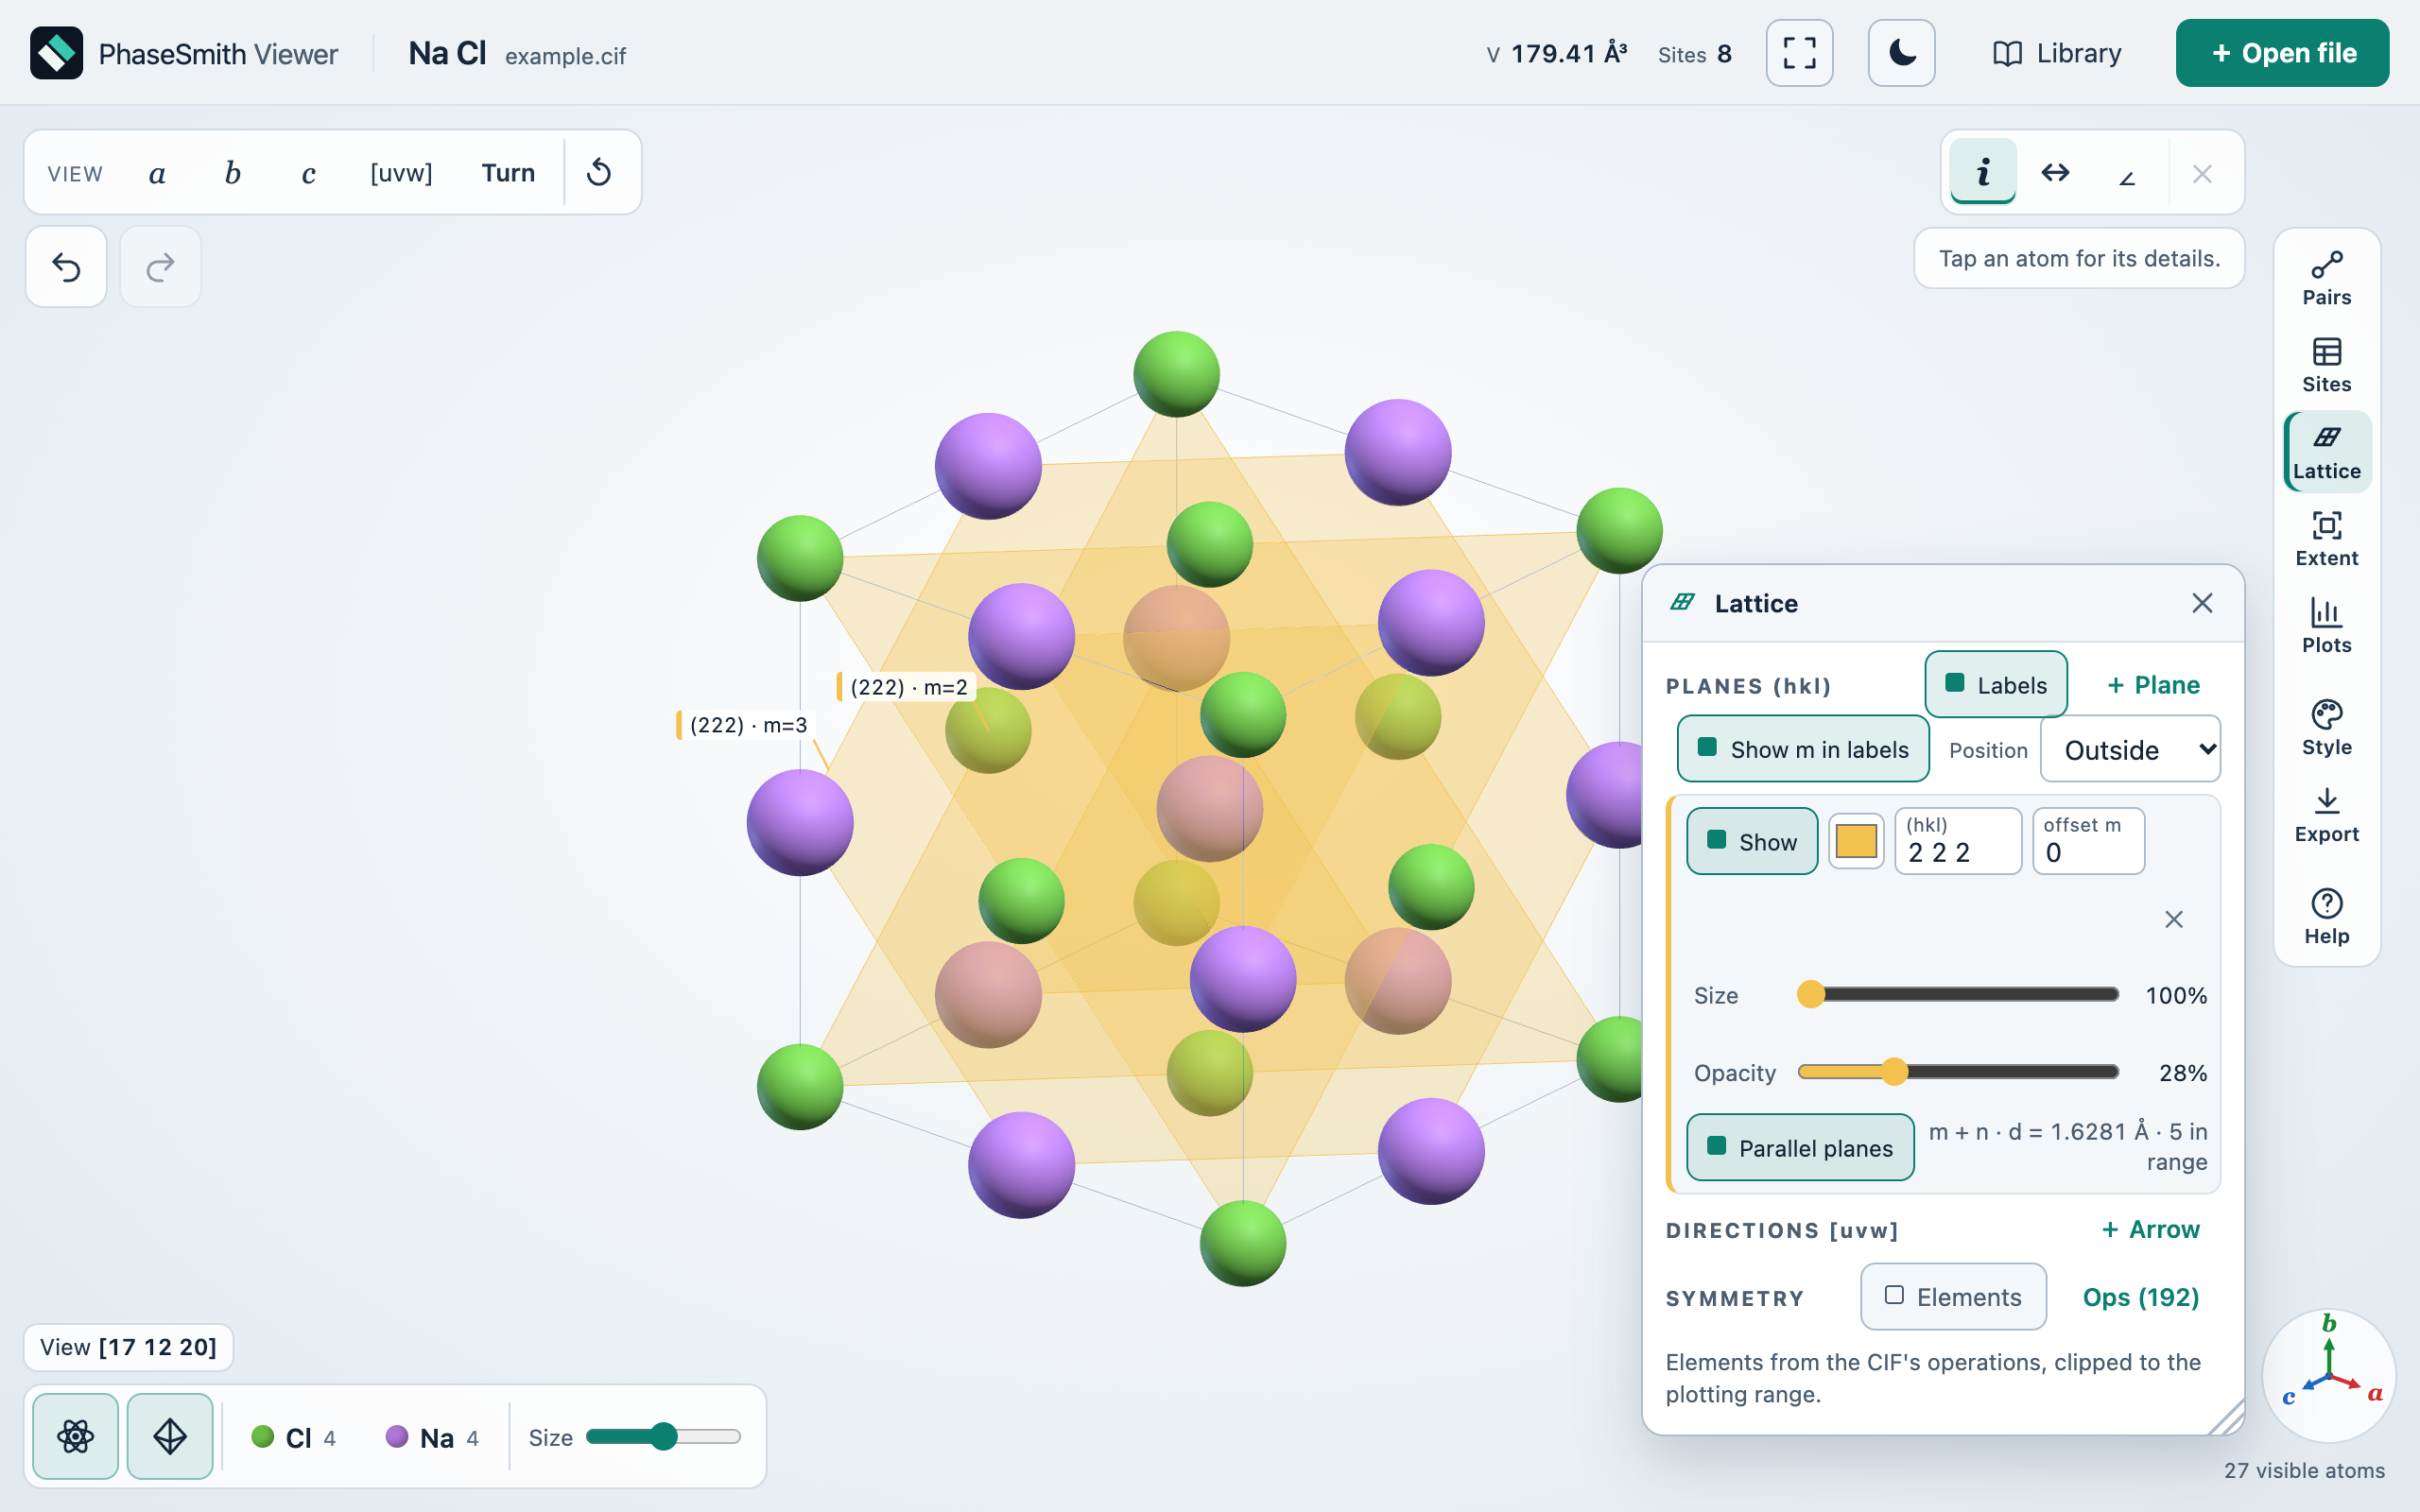 PhaseSmith Viewer
Na Cl example.cif
V 179.41 Å³ Sites 8
Library
+ Open file
VIEW a b c [uvw] Turn
i
Tap an atom for its details.
Pairs
Sites
Lattice
Extent
Plots
Style
Export
Help
(222) · m=2
(222) · m=3
Lattice
PLANES (hkl) Labels + Plane
Show m in labels Position Outside
Show (hkl) 2 2 2 offset m 0
Size 100%
Opacity 28%
Parallel planes m + n · d = 1.6281 Å · 5 in
range
DIRECTIONS [uvw] + Arrow
SYMMETRY Elements Ops (192)
Elements from the CIF's operations, clipped to the
plotting range.
View [17 12 20]
Cl 4 Na 4 Size
b
c a
27 visible atoms